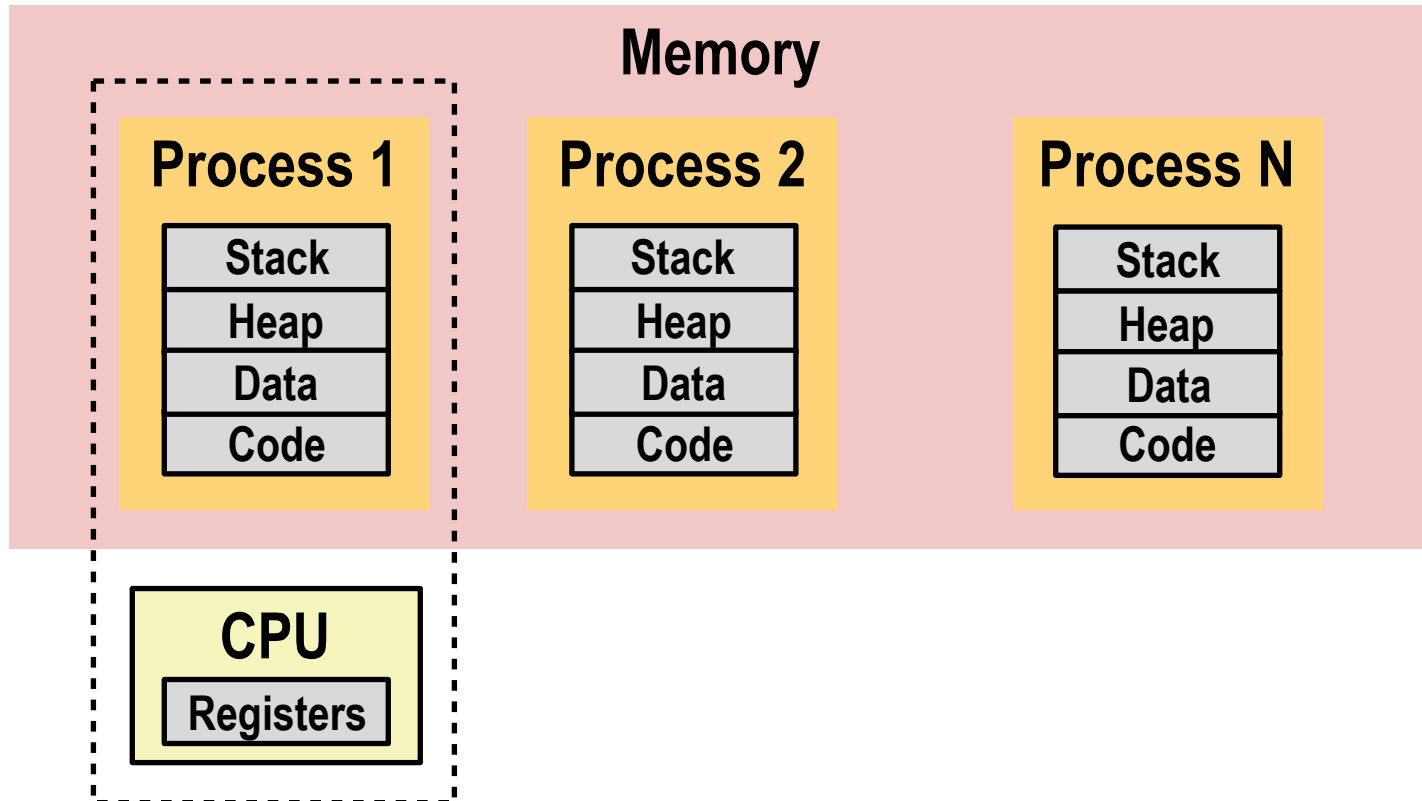 Memory
Process 1
Stack
Heap
Data
Code
Process 2
Stack
Heap
Data
Code
Process N
Stack
Heap
Data
Code
CPU
Registers